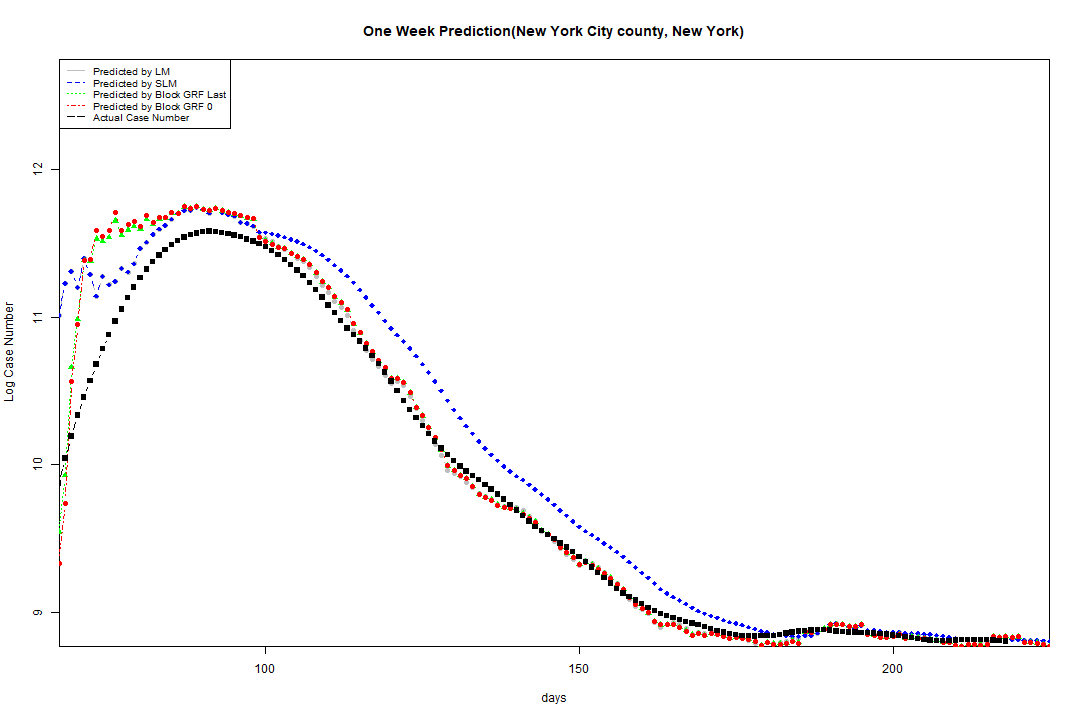 One Week Prediction(New York City county, New York)
Predicted by LM
Predicted by SLM
Predicted by Block GRF Last
Predicted by Block GRF 0
Actual Case Number
12
11
10
9
Log Case Number
100 150 200
days